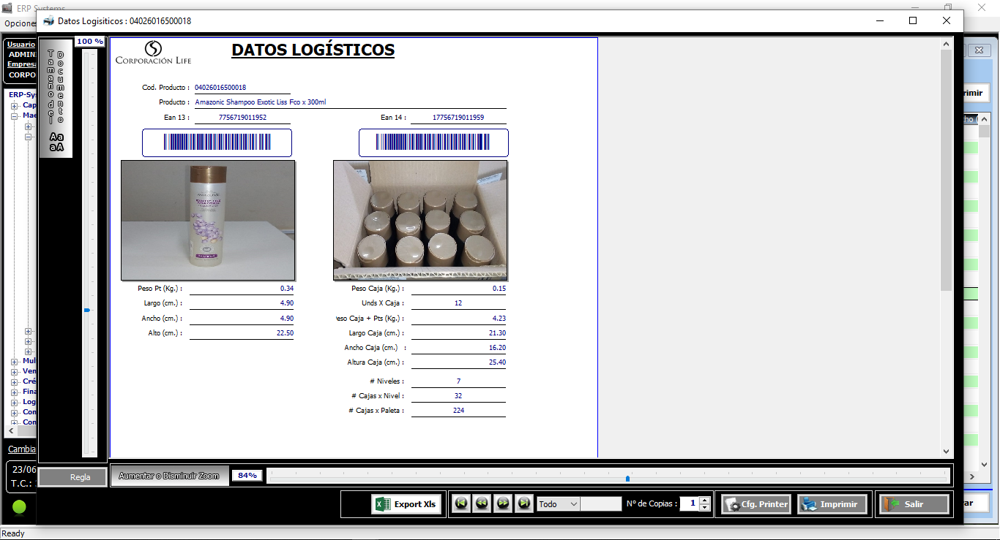 ERP Systems
Datos Logisiticos : 04026016500018
Opciones
100 %
Usuario
ADMINI
Empresa
CORPO
Tamaño del
Documento
Aa
aA
CORPORACIÓN LIFE
DATOS LOGÍSTICOS
Cod. Producto : 04026016500018
Producto : Amazonic Shampoo Exotic Liss Fco x 300ml
Ean 13 : 7756719011952
Ean 14 : 17756719011959
Peso Pt (Kg.) : 0.34
Largo (cm.) : 4.90
Ancho (cm.) : 4.90
Alto (cm.) : 22.50
Peso Caja (Kg.) : 0.15
Unds X Caja : 12
eso Caja + Pts (Kg.) : 4.23
Largo Caja (cm.) : 21.30
Ancho Caja (cm.) : 16.20
Altura Caja (cm.) : 25.40
# Niveles : 7
# Cajas x Nivel : 32
# Cajas x Paleta : 224
ERP-Sys
Cap
Mae
Mul
Ven
Cré
Fina
Log
Con
Con
Cambia
23/06
T.C.:
rimir
ho (
ar
Regla
Aumentar o Disminuir Zoom
84%
Export Xls
Todo
N° de Copias : 1
Cfg. Printer
Imprimir
Salir
Ready